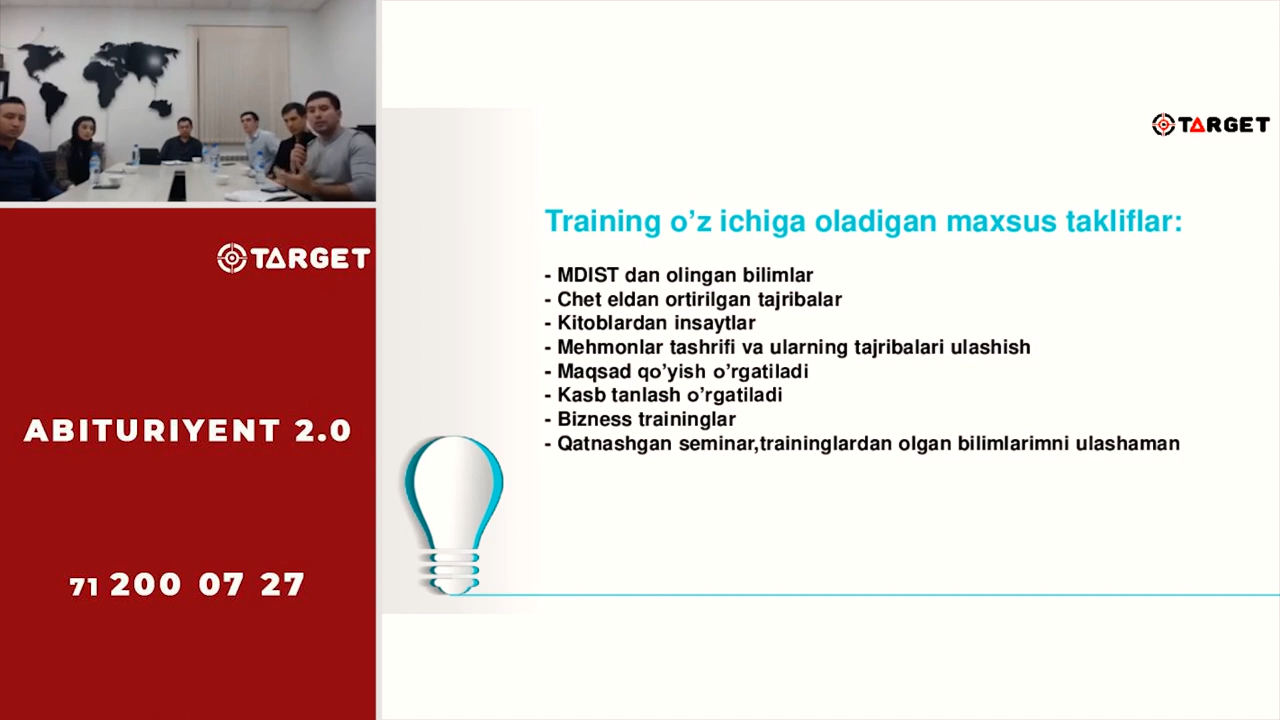 TARGET
ABITURIYENT 2.0
71 200 07 27
TARGET
Training o’z ichiga oladigan maxsus takliflar:
- MDIST dan olingan bilimlar
- Chet eldan ortirilgan tajribalar
- Kitoblardan insaytlar
- Mehmonlar tashrifi va ularning tajribalari ulashish
- Maqsad qo’yish o’rgatiladi
- Kasb tanlash o’rgatiladi
- Bizness traininglar
- Qatnashgan seminar,traininglardan olgan bilimlarimni ulashaman